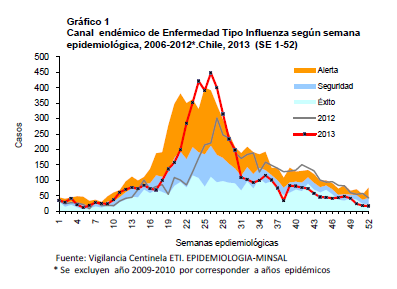 Gráfico 1
Canal endémico de Enfermedad Tipo Influenza según semana
epidemiológica, 2006-2012*.Chile, 2013 (SE 1-52)
500
450
400
350
300
250
200
150
100
50
0
Casos
Alerta
Seguridad
Exito
2012
2013
1 4 7 10 13 16 19 22 25 28 31 34 37 40 43 46 49 52
Semanas epidemiológicas
Fuente: Vigilancia Centinela ETI. EPIDEMIOLOGIA-MINSAL
* Se excluyen año 2009-2010 por corresponder a años epidémicos